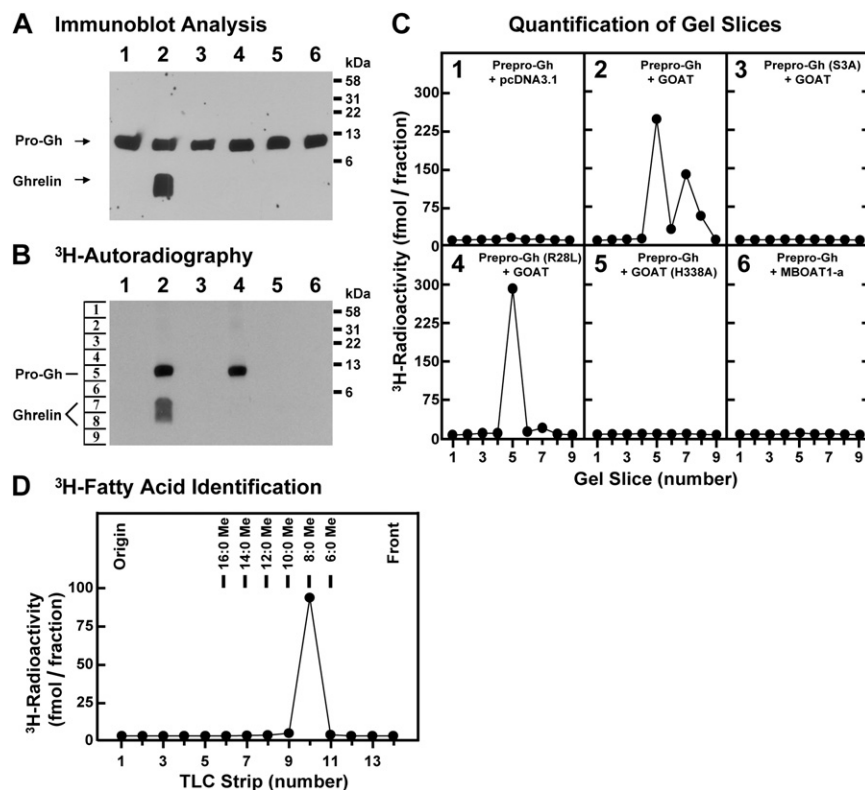 A Immunoblot Analysis
1 2 3 4 5 6
kDa
58
31
22
13
6
Pro-Gh
Ghrelin
B ³H-Autoradiography
1 2 3 4 5 6
kDa
58
31
22
13
6
1
2
3
4
5
6
7
8
9
Pro-Gh
Ghrelin
C Quantification of Gel Slices
³H-Radioactivity (fmol / fraction)
300
225
150
75
0
1 Prepro-Gh
+ pcDNA3.1
2 Prepro-Gh
+ GOAT
3 Prepro-Gh (S3A)
+ GOAT
300
225
150
75
0
4 Prepro-Gh (R28L)
+ GOAT
5 Prepro-Gh
+ GOAT (H338A)
6 Prepro-Gh
+ MBOAT1-a
1 3 5 7 9 1 3 5 7 9 1 3 5 7 9
Gel Slice (number)
D ³H-Fatty Acid Identification
Origin
16:0 Me
14:0 Me
12:0 Me
10:0 Me
8:0 Me
6:0 Me
Front
³H-Radioactivity
(fmol / fraction)
100
75
50
25
0
1 3 5 7 9 11 13
TLC Strip (number)